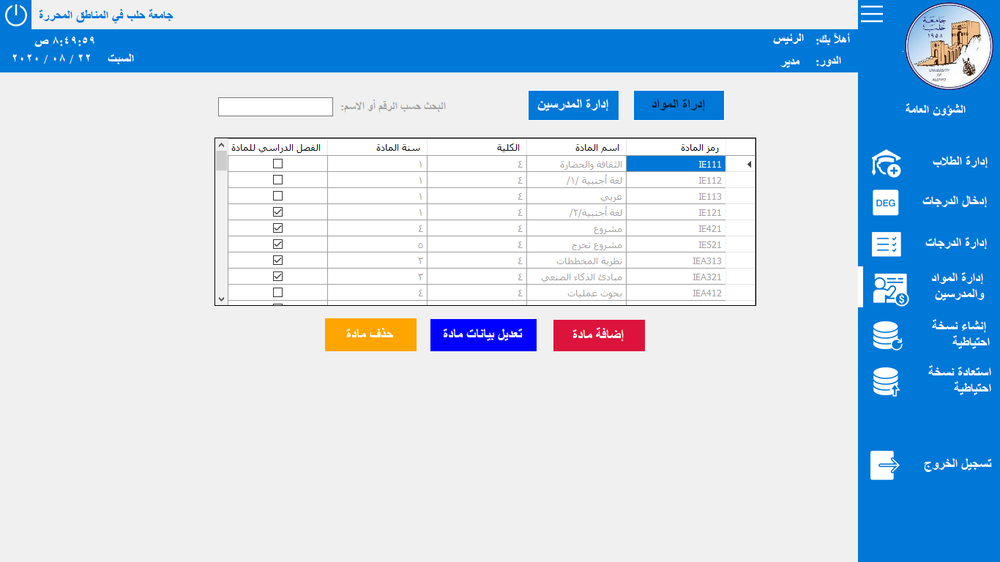 جامعة حلب في المناطق المحررة
أهلاً بك: الرئيس
الدور: مدير
٨:٤٩:٥٩ ص
السبت ٢٢ / ٠٨ / ٢٠٢٠
جامعة
حلب
١٩٥٨
UNIVERSITY
OF
ALEPPO
الشؤون العامة
إدارة الطلاب
DEG إدخال الدرجات
إدارة الدرجات
إدارة المواد
والمدرسين
إنشاء نسخة
احتياطية
استعادة نسخة
احتياطية
تسجيل الخروج
إدراة المواد
إدارة المدرسين
البحث حسب الرقم أو الاسم:
رمز المادة اسم المادة الكلية سنة المادة الفصل الدراسي للمادة
IE111 الثقافة والحضارة ٤ ١
IE112 لغة أجنبية /١/ ٤ ١
IE113 عربي ٤ ١
IE121 لغة أجنبية/٢/ ٤ ١
IE421 مشروع ٤ ٤
IE521 مشروع تخرج ٤ ٥
IEA313 نظرية المخططات ٤ ٣
IEA321 مبادئ الذكاء الصنعي ٤ ٣
IEA412 بحوث عمليات ٤ ٤
إضافة مادة
تعديل بيانات مادة
حذف مادة